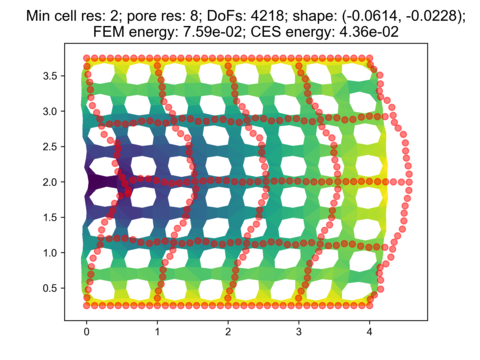 Min cell res: 2; pore res: 8; DoFs: 4218; shape: (-0.0614, -0.0228);
FEM energy: 7.59e-02; CES energy: 4.36e-02
3.5
3.0
2.5
2.0
1.5
1.0
0.5
0 1 2 3 4